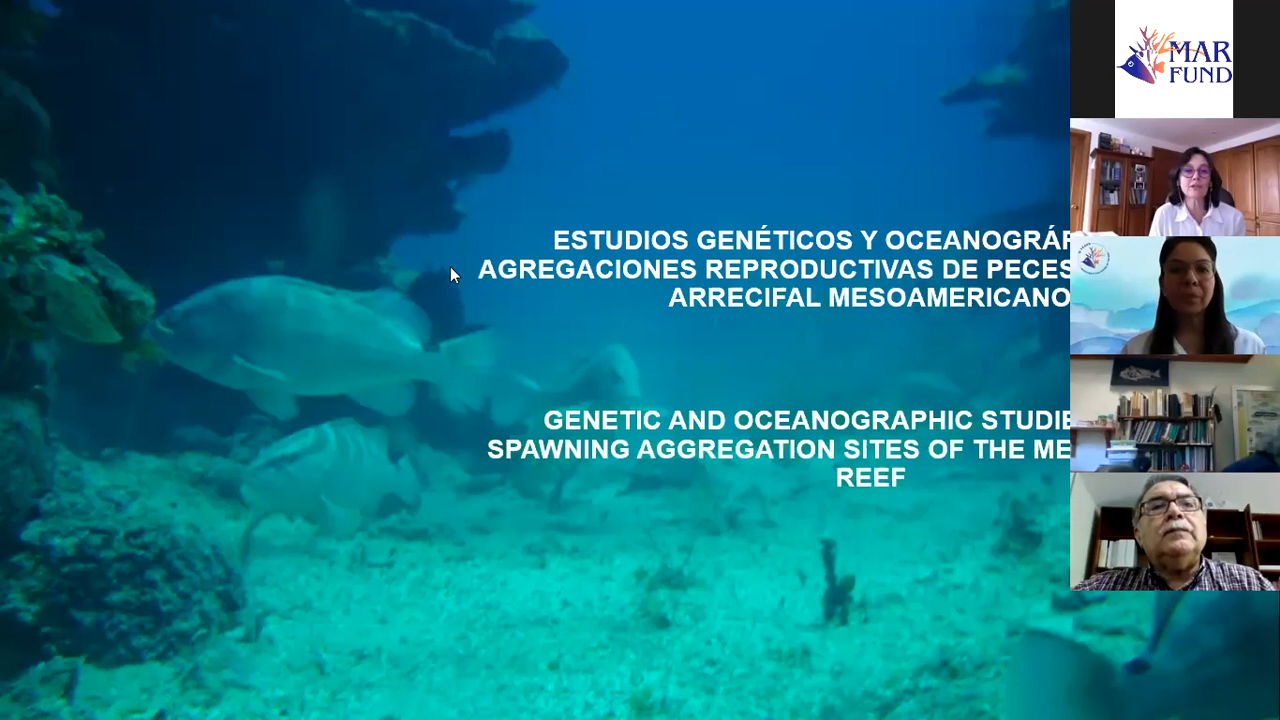 MAR
FUND
ESTUDIOS GENÉTICOS Y OCEANOGRÁF
AGREGACIONES REPRODUCTIVAS DE PECES
ARRECIFAL MESOAMERICANO
GENETIC AND OCEANOGRAPHIC STUDIE
SPAWNING AGGREGATION SITES OF THE ME
REEF